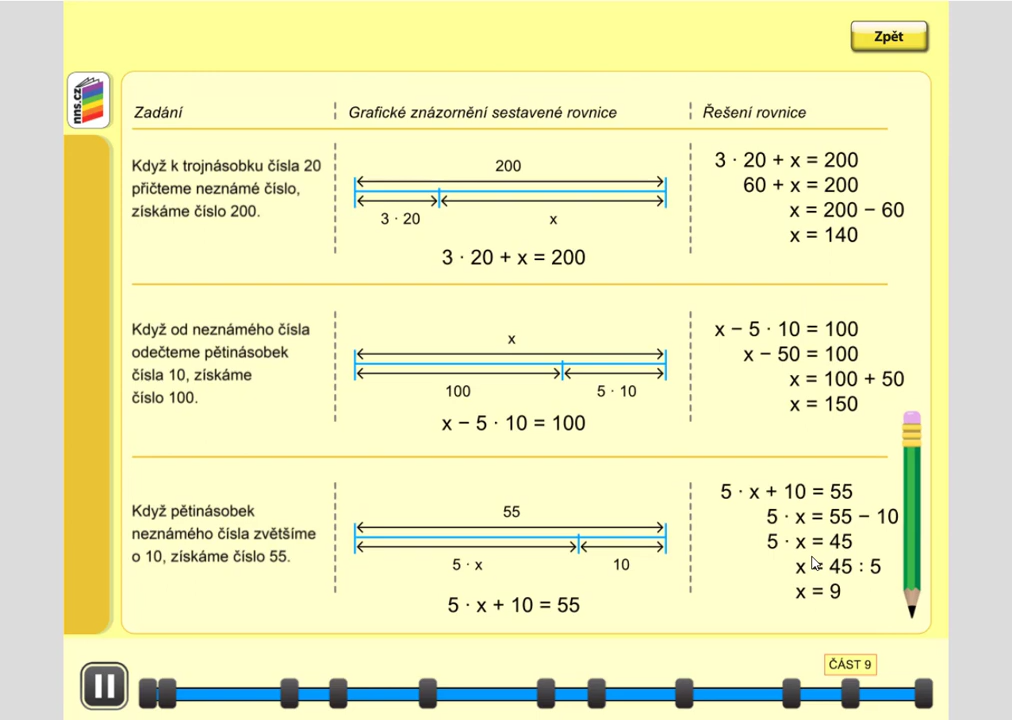 Zpět
nns.cz
Zadání
Grafické znázornění sestavené rovnice
Řešení rovnice
Když k trojnásobku čísla 20
přičteme neznámé číslo,
získáme číslo 200.
200
3 · 20
x
3 · 20 + x = 200
3 · 20 + x = 200
60 + x = 200
x = 200 − 60
x = 140
Když od neznámého čísla
odečteme pětinásobek
čísla 10, získáme
číslo 100.
x
100
5 · 10
x − 5 · 10 = 100
x − 5 · 10 = 100
x − 50 = 100
x = 100 + 50
x = 150
Když pětinásobek
neznámého čísla zvětšíme
o 10, získáme číslo 55.
55
5 · x
10
5 · x + 10 = 55
5 · x + 10 = 55
5 · x = 55 − 10
5 · x = 45
x = 45 : 5
x = 9
ČÁST 9